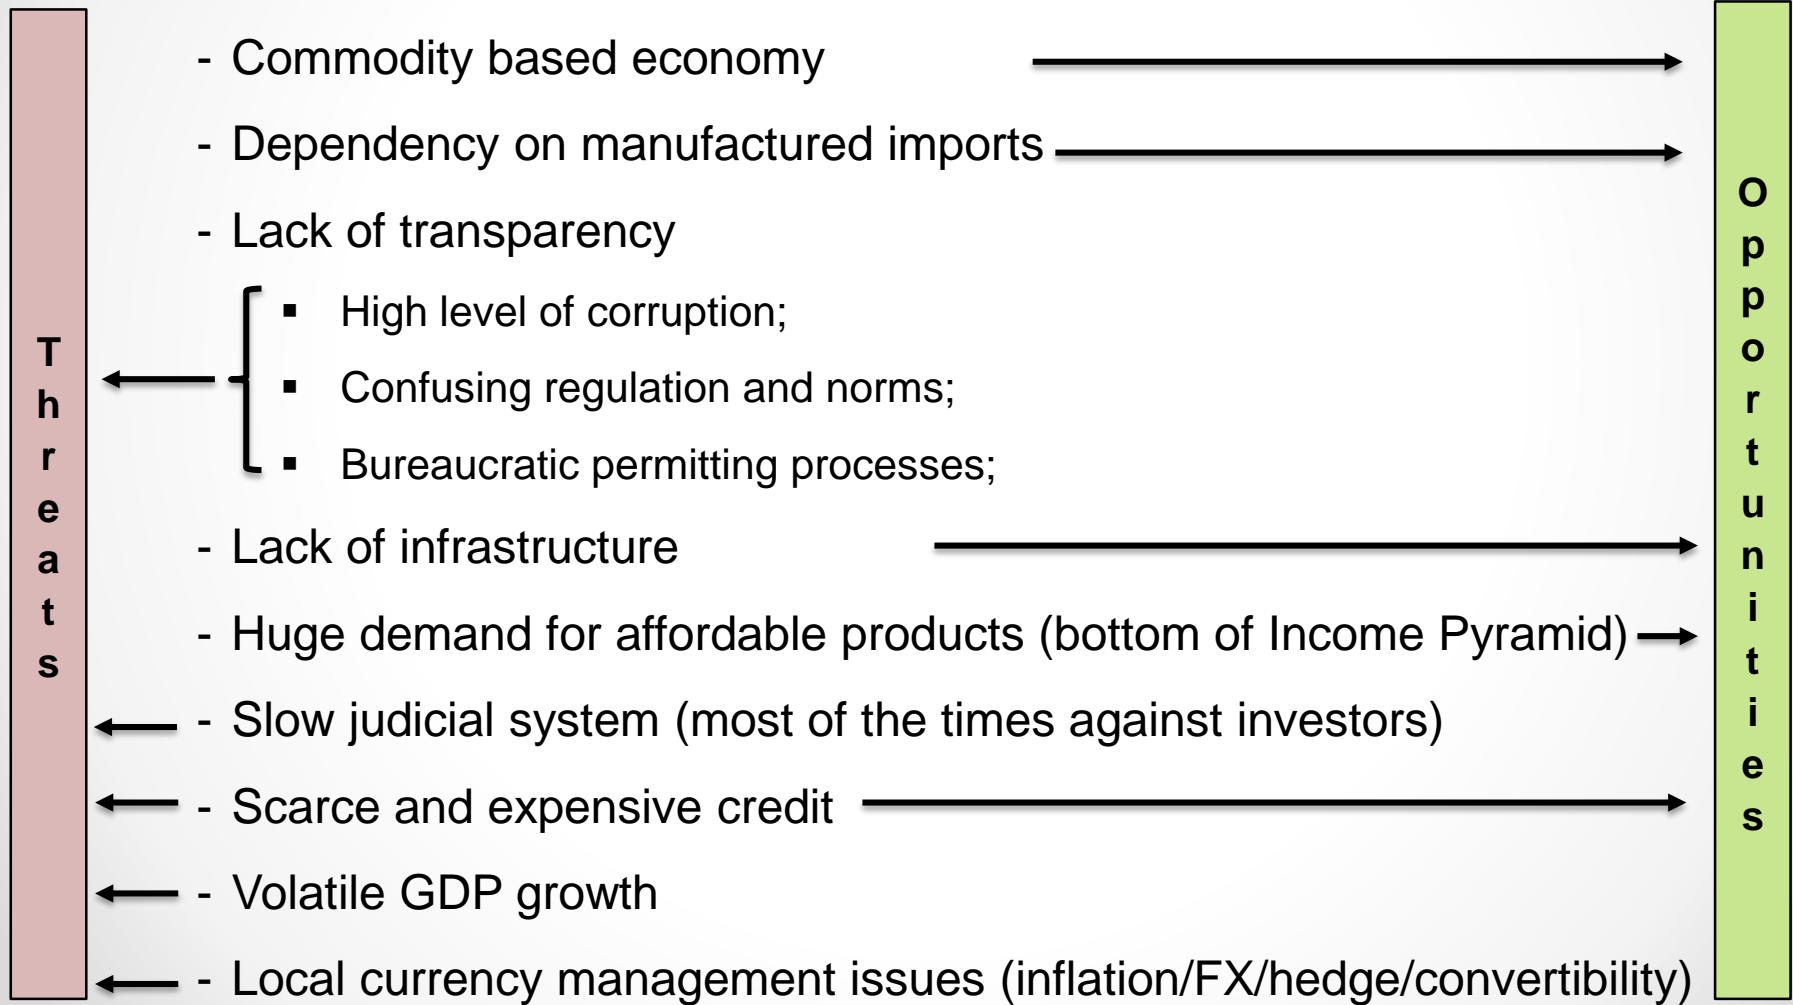 Threats
- Commodity based economy
- Dependency on manufactured imports
- Lack of transparency
▪ High level of corruption;
▪ Confusing regulation and norms;
▪ Bureaucratic permitting processes;
- Lack of infrastructure
- Huge demand for affordable products (bottom of Income Pyramid)
- Slow judicial system (most of the times against investors)
- Scarce and expensive credit
- Volatile GDP growth
- Local currency management issues (inflation/FX/hedge/convertibility)
Opportunities